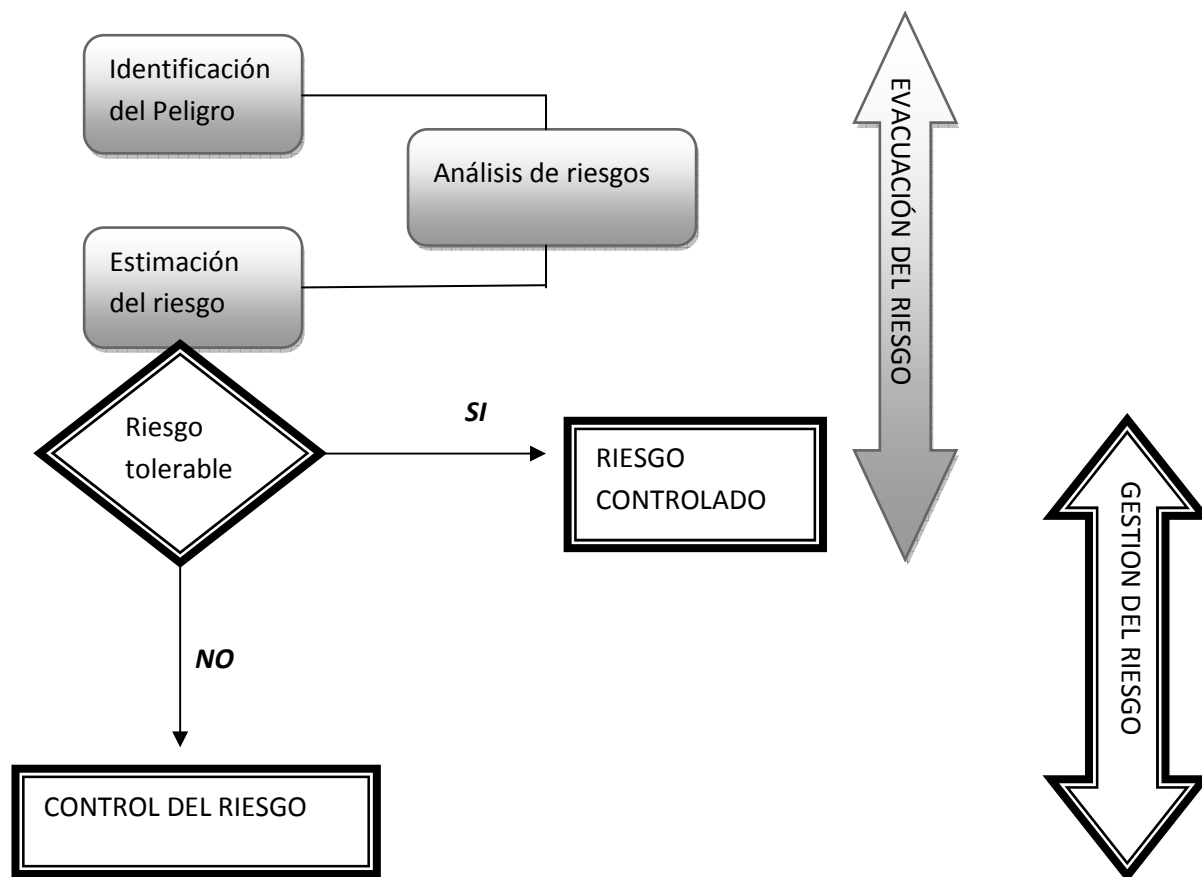 Identificación
del Peligro
Análisis de riesgos
Estimación
del riesgo
Riesgo
tolerable
SI
RIESGO
CONTROLADO
NO
CONTROL DEL RIESGO
EVACUACIÓN DEL RIESGO
GESTION DEL RIESGO